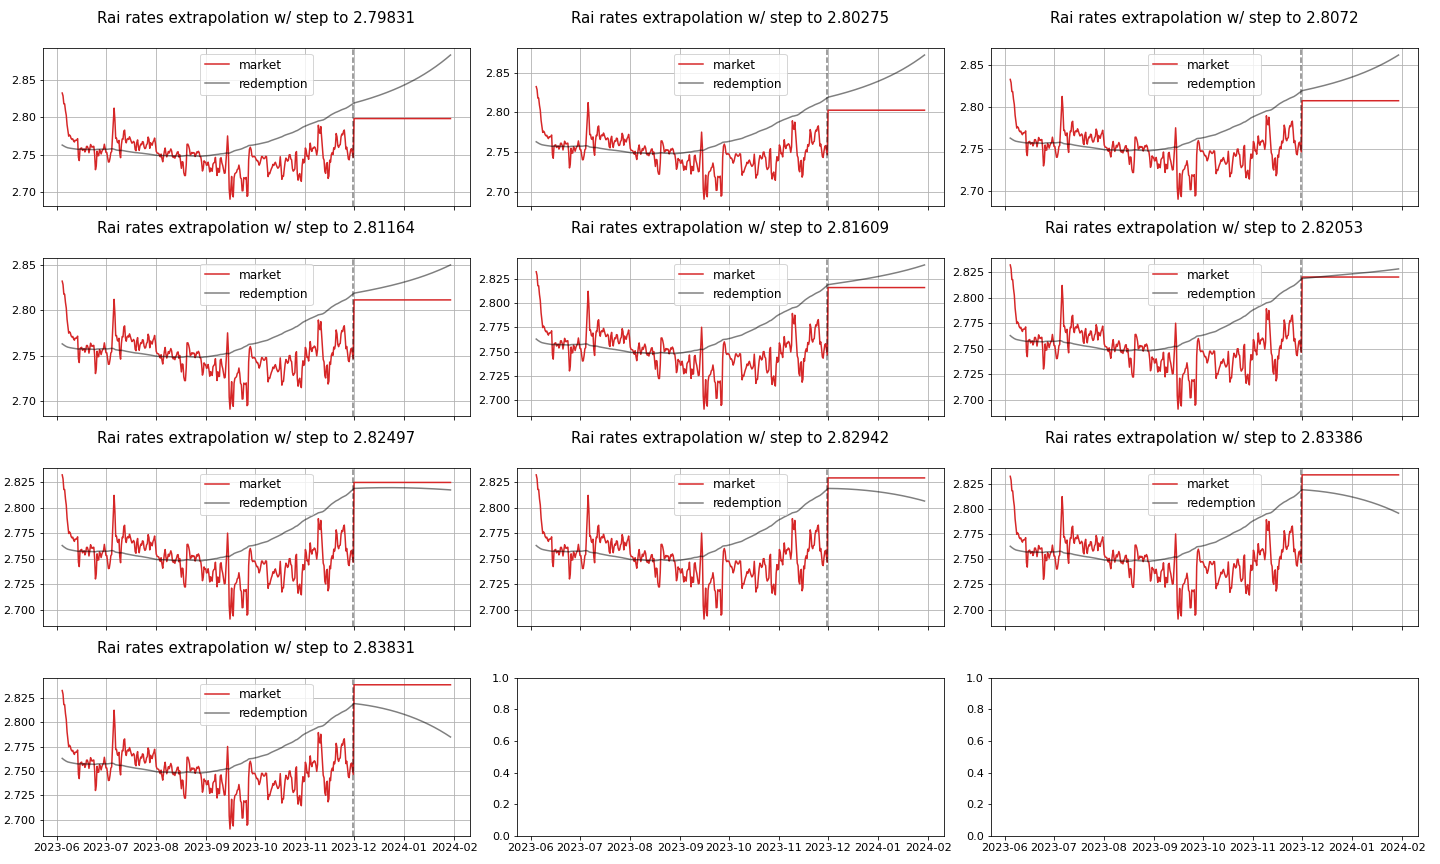 Rai rates extrapolation w/ step to 2.79831
Rai rates extrapolation w/ step to 2.80275
Rai rates extrapolation w/ step to 2.8072
2.85
2.80
2.75
2.70
market
redemption
2.85
2.80
2.75
2.70
market
redemption
2.85
2.80
2.75
2.70
market
redemption
Rai rates extrapolation w/ step to 2.81164
Rai rates extrapolation w/ step to 2.81609
Rai rates extrapolation w/ step to 2.82053
2.85
2.80
2.75
2.70
market
redemption
2.825
2.800
2.775
2.750
2.725
2.700
market
redemption
2.825
2.800
2.775
2.750
2.725
2.700
market
redemption
Rai rates extrapolation w/ step to 2.82497
Rai rates extrapolation w/ step to 2.82942
Rai rates extrapolation w/ step to 2.83386
2.825
2.800
2.775
2.750
2.725
2.700
market
redemption
2.825
2.800
2.775
2.750
2.725
2.700
market
redemption
2.825
2.800
2.775
2.750
2.725
2.700
market
redemption
Rai rates extrapolation w/ step to 2.83831
2.825
2.800
2.775
2.750
2.725
2.700
market
redemption
2023-06 2023-07 2023-08 2023-09 2023-10 2023-11 2023-12 2024-01 2024-02
1.0
0.8
0.6
0.4
0.2
0.0
2023-06 2023-07 2023-08 2023-09 2023-10 2023-11 2023-12 2024-01 2024-02
1.0
0.8
0.6
0.4
0.2
0.0
2023-06 2023-07 2023-08 2023-09 2023-10 2023-11 2023-12 2024-01 2024-02